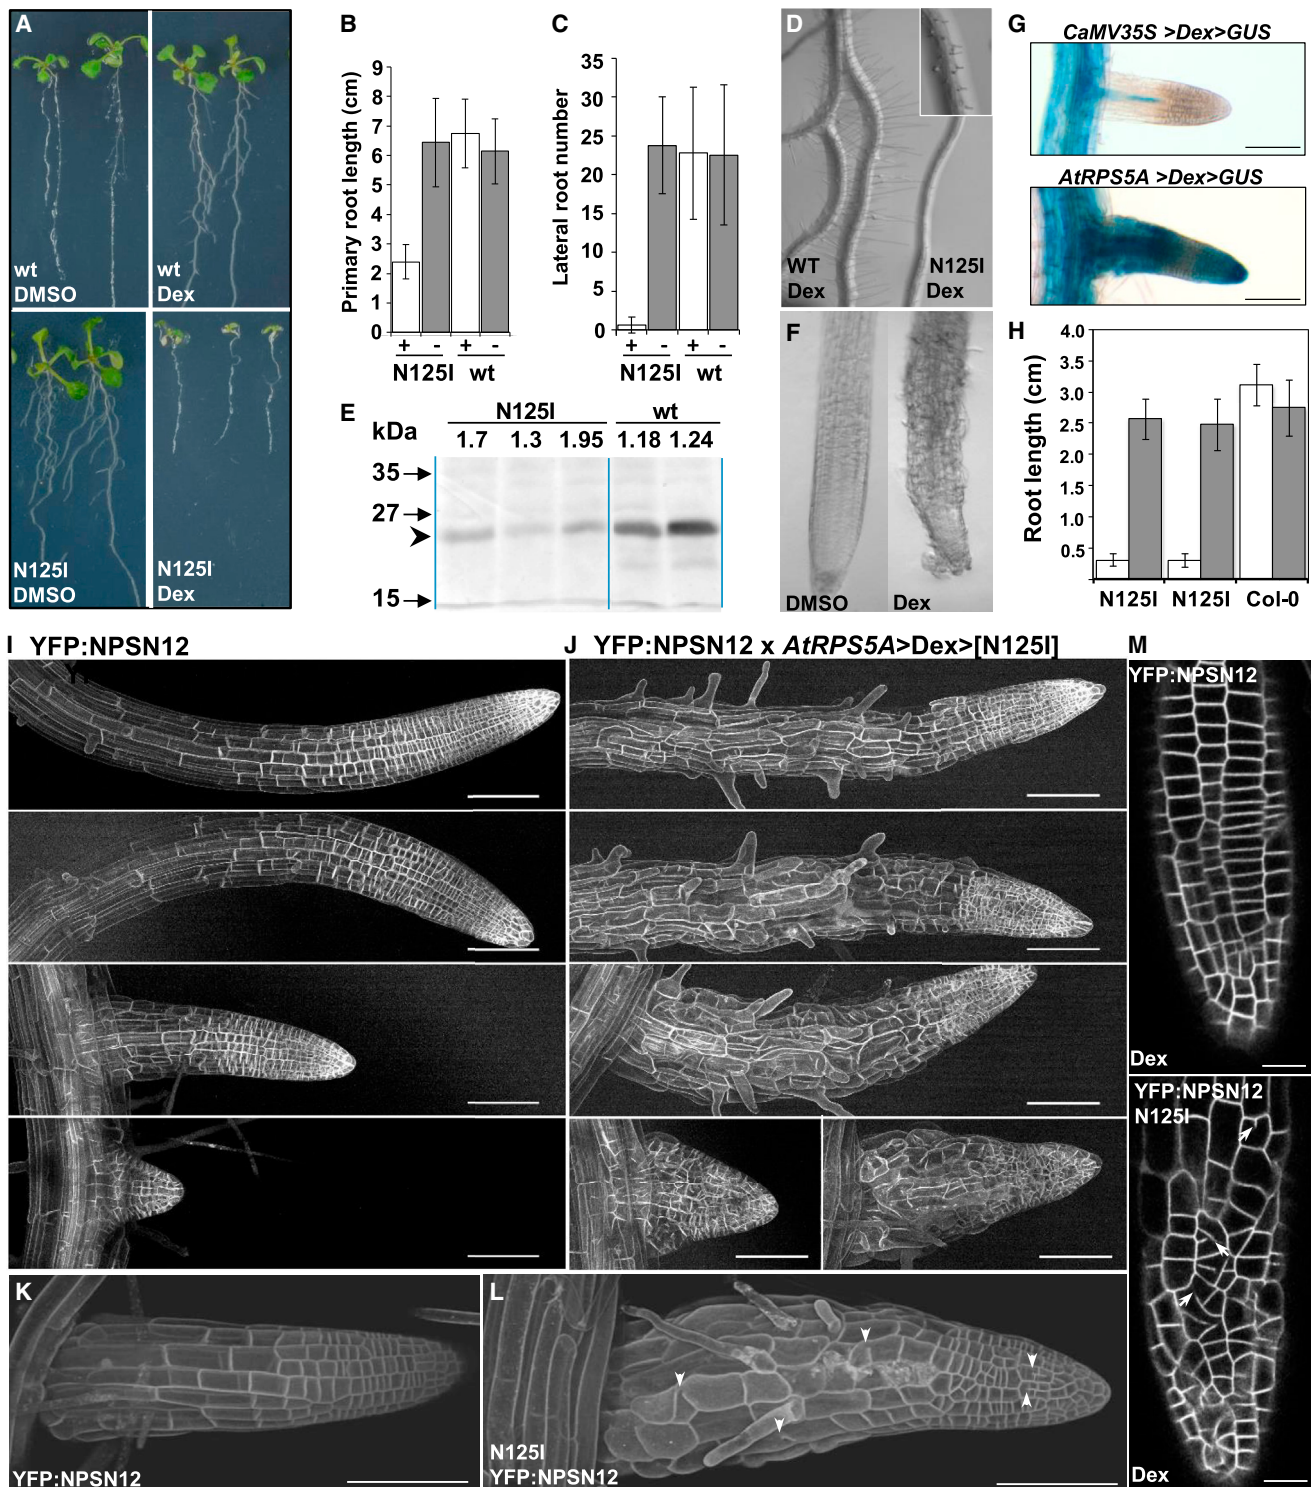 A
wt
DMSO
wt
Dex
N125I
DMSO
N125I
Dex
B
Primary root length (cm)
9
8
7
6
5
4
3
2
1
0
+ - + -
N125I wt
C
Lateral root number
35
30
25
20
15
10
5
0
+ - + -
N125I wt
D
WT
Dex
N125I
Dex
E
N125I wt
kDa
1.7 1.3 1.95 1.18 1.24
35
27
15
F
DMSO
Dex
G
CaMV35S >Dex>GUS
AtRPS5A >Dex>GUS
H
Root length (cm)
4.0
3.5
3.0
2.5
2.0
1.5
1.0
0.5
N125I N125I Col-0
I YFP:NPSN12
J YFP:NPSN12 x AtRPS5A>Dex>[N125I]
K
YFP:NPSN12
L
N125I
YFP:NPSN12
M
YFP:NPSN12
Dex
YFP:NPSN12
N125I
Dex